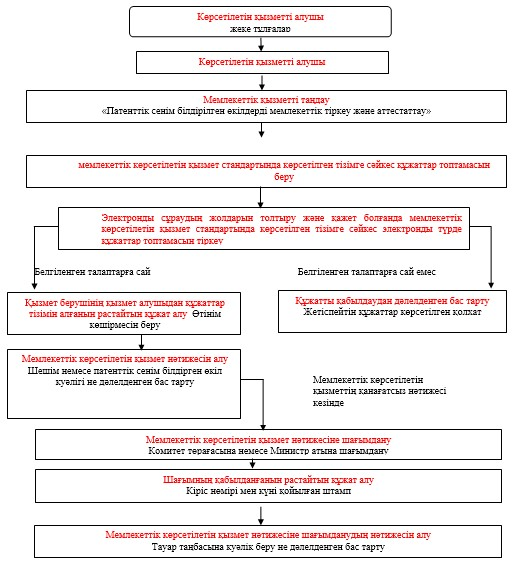 Көрсетілетін қызметті алушы
жеке тұлғалар
Көрсетілетін қызметті алушы
Мемлекеттік қызметті таңдау
«Патенттік сенім білдірілген өкілдерді мемлекеттік тіркеу және аттестаттау»
мемлекеттік көрсетілетін қызмет стандартында көрсетілген тізімге сәйкес құжаттар топтамасын
беру
Электронды сұраудың жолдарын толтыру және қажет болғанда мемлекеттік
көрсетілетін қызмет стандартында көрсетілген тізімге сәйкес электронды түрде
құжаттар топтамасын тіркеу
Белгіленген талаптарға сай
Белгіленген талаптарға сай емес
Қызмет берушінің қызмет алушыдан құжаттар
тізімін алғанын растайтын құжат алу Өтінім
көшірмесін беру
Құжатты қабылдаудан дәлелденген бас тарту
Жетіспейтін құжаттар көрсетілген қолхат
Мемлекеттік көрсетілетін қызмет нәтижесін алу
Шешім немесе патенттік сенім білдірген өкіл
куәлігі не дәлелденген бас тарту
Мемлекеттік көрсетілетін
қызметтің қанағатсыз нәтижесі
кезінде
Мемлекеттік көрсетілетін қызмет нәтижесіне шағымдану
Комитет төрағасына немесе Министр атына шағымдану
Шағымның қабылданғанын растайтын құжат алу
Кіріс немірі мен күні қойылған штамп
Мемлекеттік көрсетілетін қызмет нәтижесіне шағымданудың нәтижесін алу
Тауар таңбасына куәлік беру не дәлелденген бас тарту